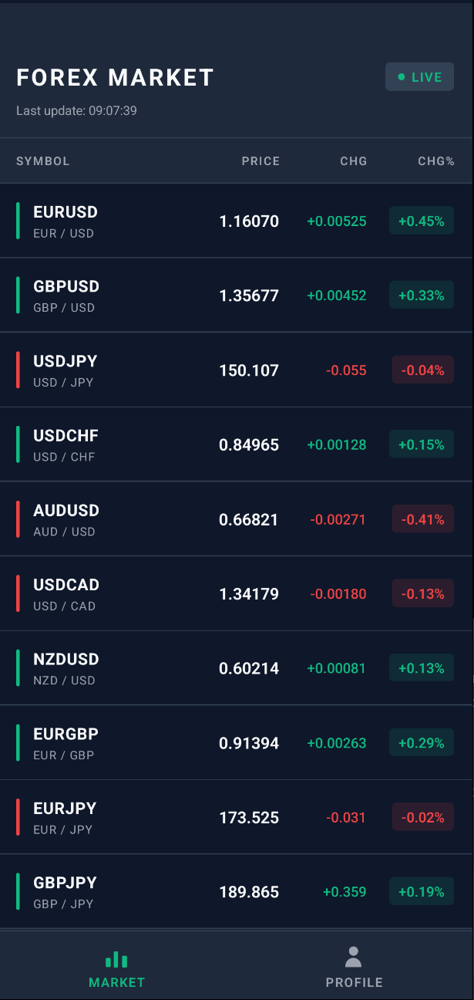 FOREX MARKET
LIVE
Last update: 09:07:39
SYMBOL PRICE CHG CHG%
EURUSD
EUR / USD
1.16070 +0.00525 +0.45%
GBPUSD
GBP / USD
1.35677 +0.00452 +0.33%
USDJPY
USD / JPY
150.107 -0.055 -0.04%
USDCHF
USD / CHF
0.84965 +0.00128 +0.15%
AUDUSD
AUD / USD
0.66821 -0.00271 -0.41%
USDCAD
USD / CAD
1.34179 -0.00180 -0.13%
NZDUSD
NZD / USD
0.60214 +0.00081 +0.13%
EURGBP
EUR / GBP
0.91394 +0.00263 +0.29%
EURJPY
EUR / JPY
173.525 -0.031 -0.02%
GBPJPY
GBP / JPY
189.865 +0.359 +0.19%
MARKET PROFILE